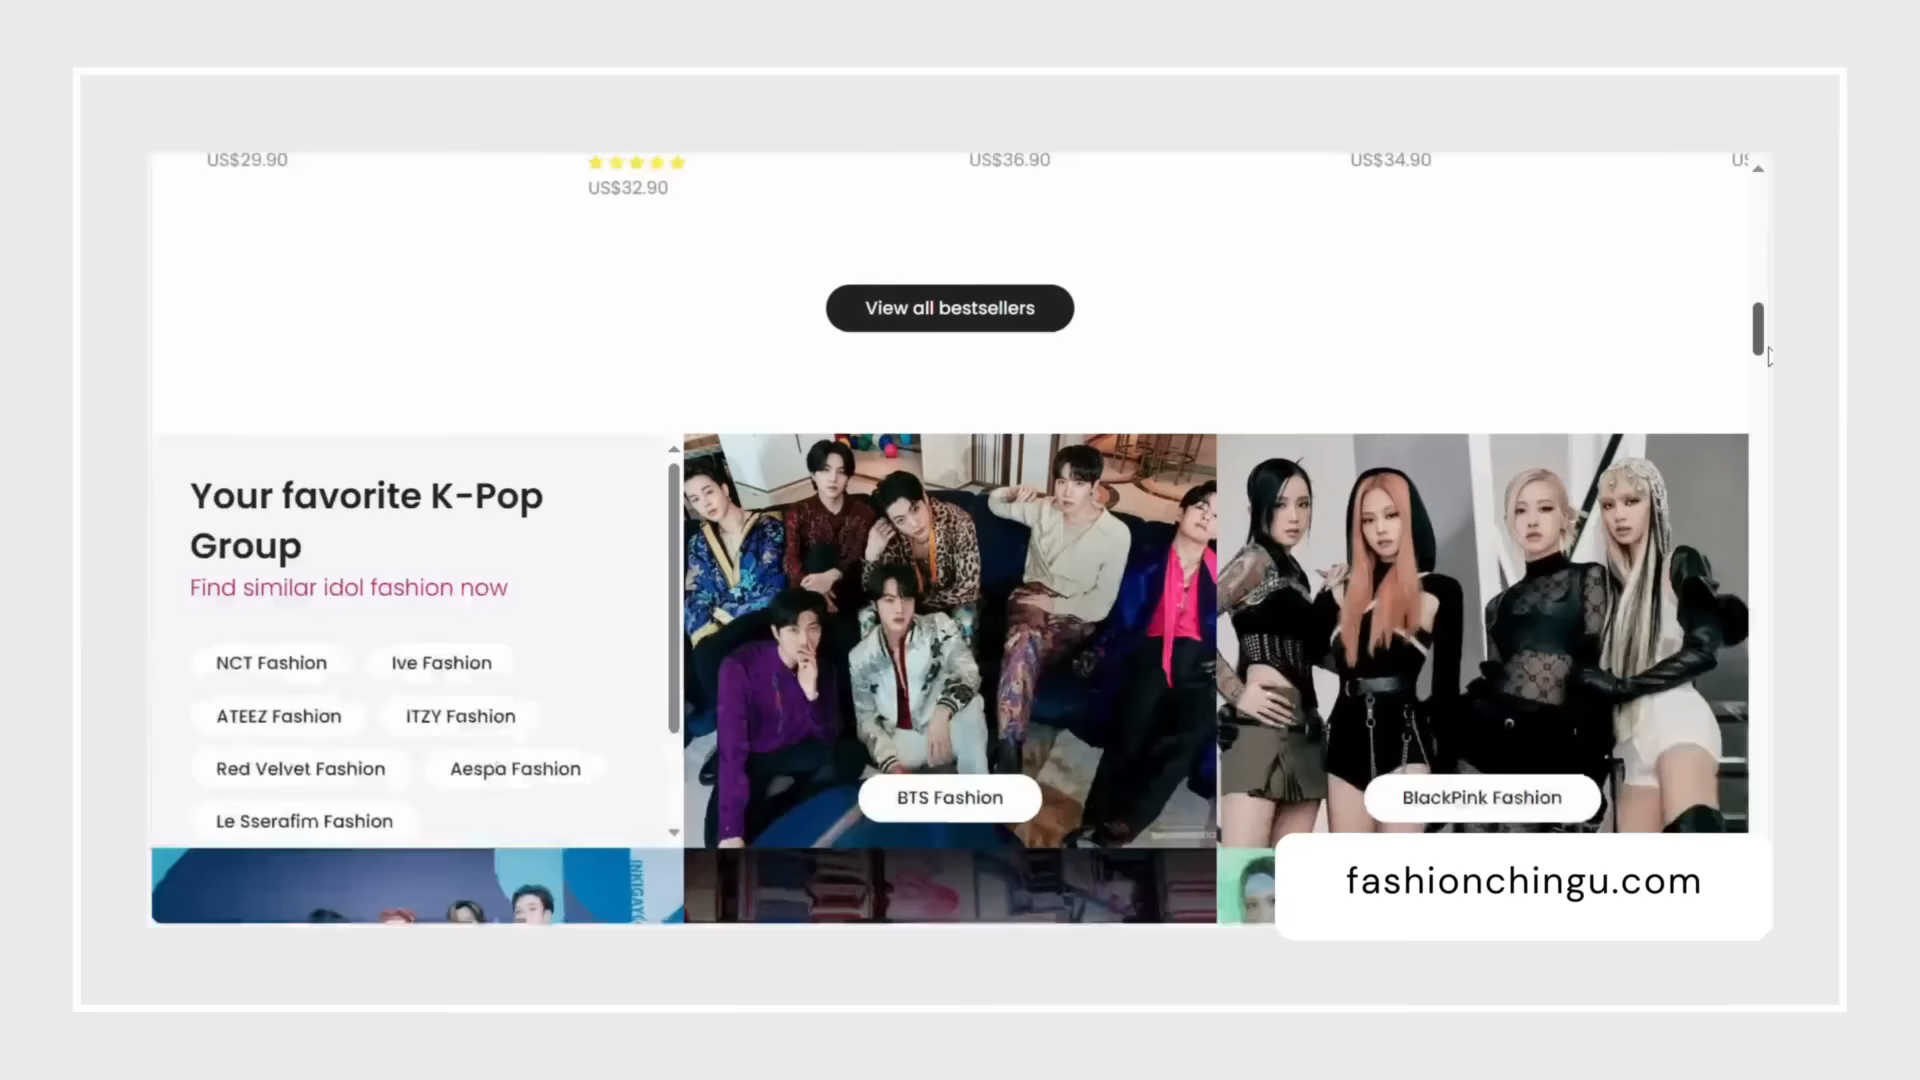 US$29.90
US$32.90
US$36.90
US$34.90
View all bestsellers
Your favorite K-Pop
Group
Find similar idol fashion now
NCT Fashion
Ive Fashion
ATEEZ Fashion
ITZY Fashion
Red Velvet Fashion
Aespa Fashion
Le Sserafim Fashion
BTS Fashion
BlackPink Fashion
fashionchingu.com